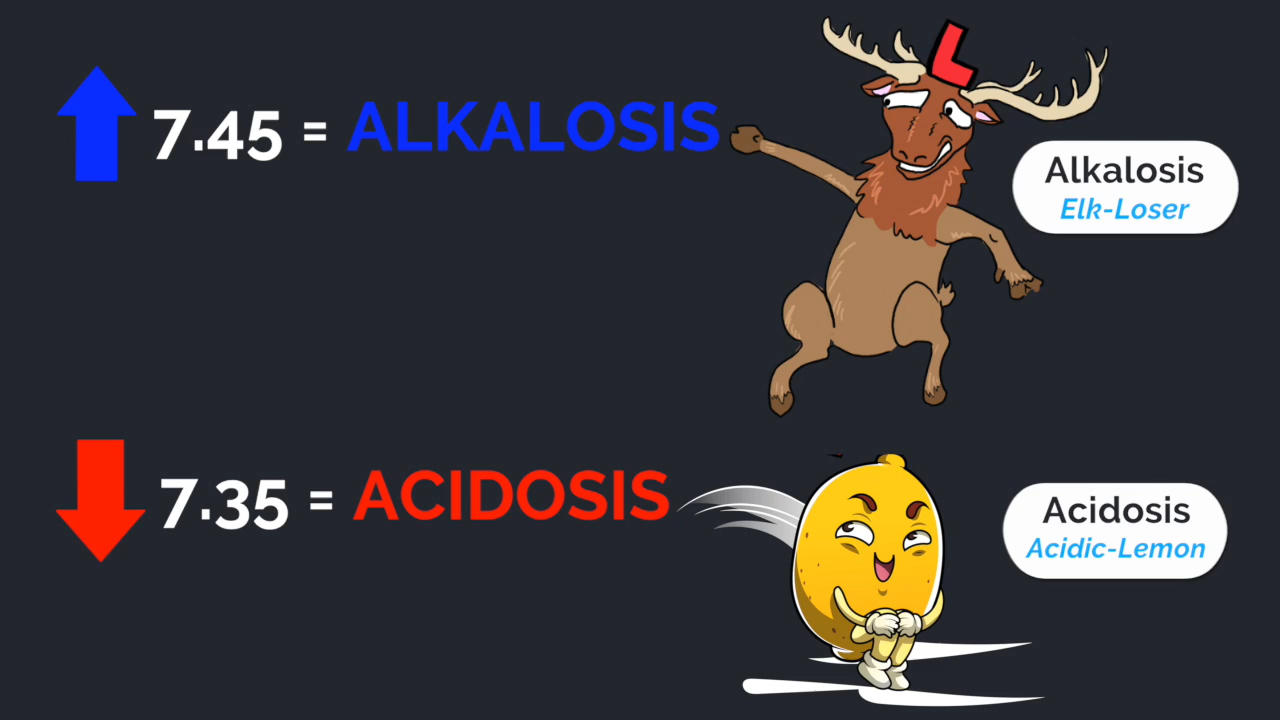 7.45 = ALKALOSIS
L
Alkalosis
Elk-Loser
7.35 = ACIDOSIS
Acidosis
Acidic-Lemon